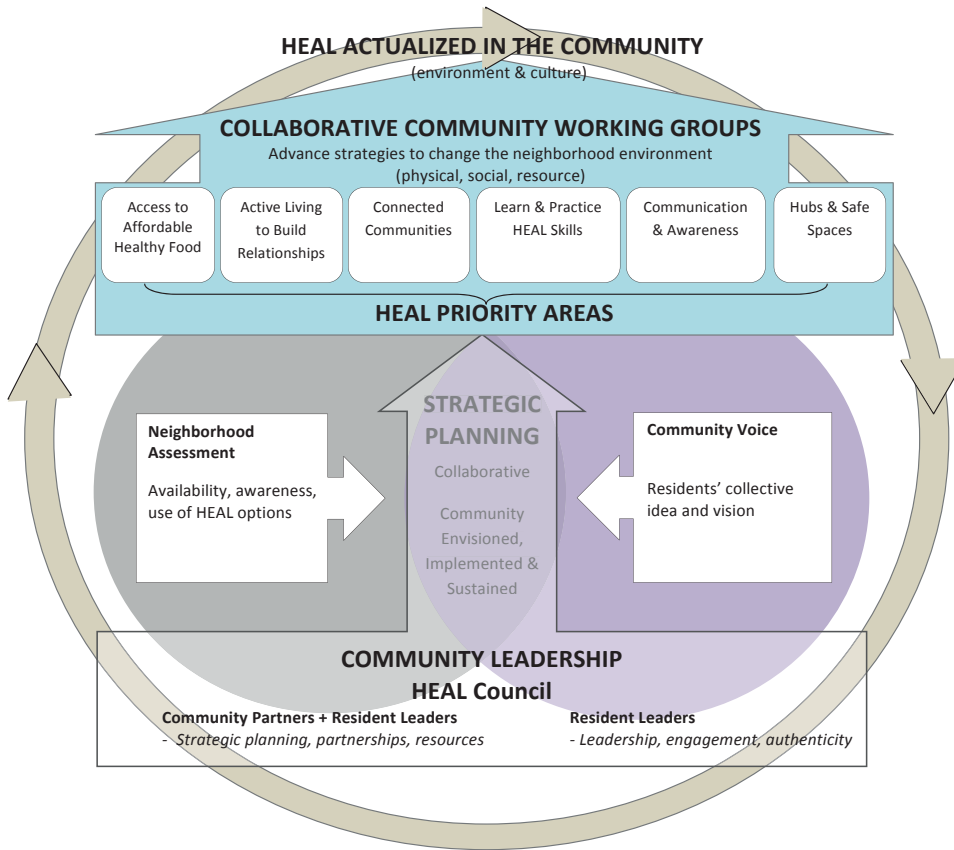 HEAL ACTUALIZED IN THE COMMUNITY
(environment & culture)
COLLABORATIVE COMMUNITY WORKING GROUPS
Advance strategies to change the neighborhood environment
(physical, social, resource)
Access to
Affordable
Healthy Food
Active Living
to Build
Relationships
Connected
Communities
Learn & Practice
HEAL Skills
Communication
& Awareness
Hubs & Safe
Spaces
HEAL PRIORITY AREAS
Neighborhood
Assessment
Availability, awareness,
use of HEAL options
STRATEGIC
PLANNING
Collaborative
Community
Envisioned,
Implemented &
Sustained
Community Voice
Residents’ collective
idea and vision
COMMUNITY LEADERSHIP
HEAL Council
Community Partners + Resident Leaders
- Strategic planning, partnerships, resources
Resident Leaders
- Leadership, engagement, authenticity